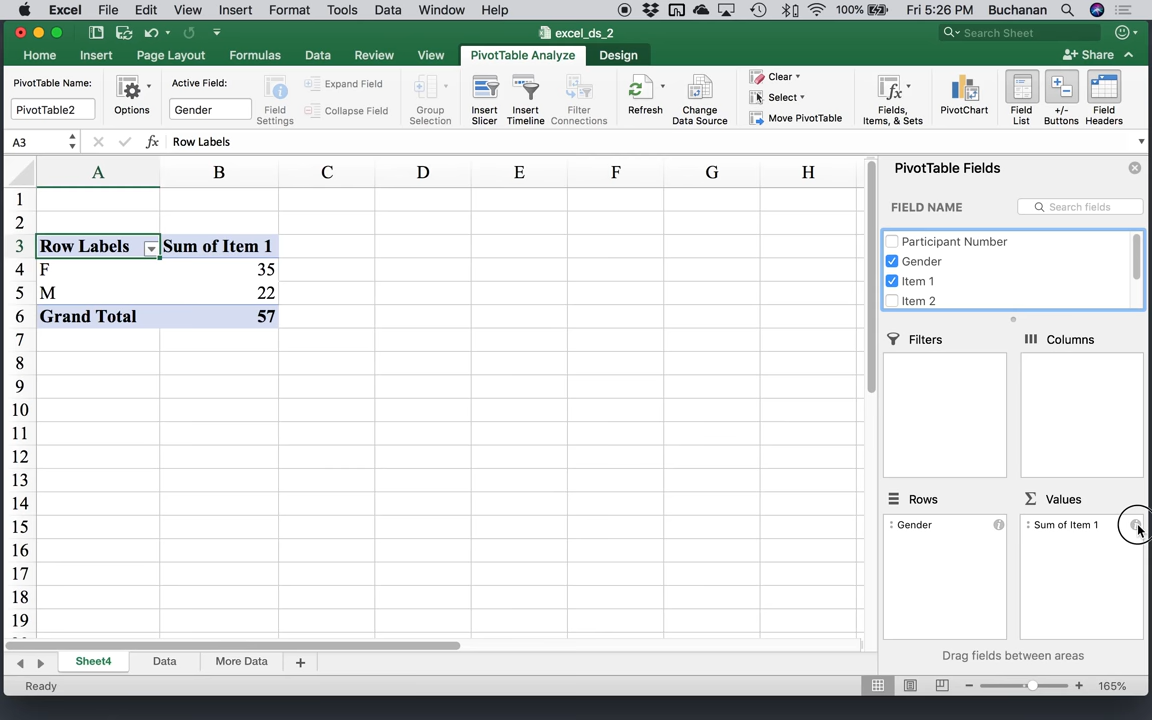 Excel File Edit View Insert Format Tools Data Window Help 100% Fri 5:26 PM Buchanan
excel_ds_2
Search Sheet
Home Insert Page Layout Formulas Data Review View PivotTable Analyze Design Share
PivotTable Name:
PivotTable2
Options
Active Field:
Gender
Field Settings
Expand Field
Collapse Field
Group Selection
Insert Slicer
Insert Timeline
Filter Connections
Refresh
Change Data Source
Clear
Select
Move PivotTable
Fields, Items, & Sets
PivotChart
Field List
+/- Buttons
Field Headers
A3 fx Row Labels
A B C D E F G H
1
2
3 Row Labels Sum of Item 1
4 F 35
5 M 22
6 Grand Total 57
7
8
9
10
11
12
13
14
15
16
17
18
19
PivotTable Fields
FIELD NAME
Search fields
Participant Number
Gender
Item 1
Item 2
Filters
Columns
Rows
Values
Gender
Sum of Item 1
Drag fields between areas
Sheet4 Data More Data +
Ready
165%